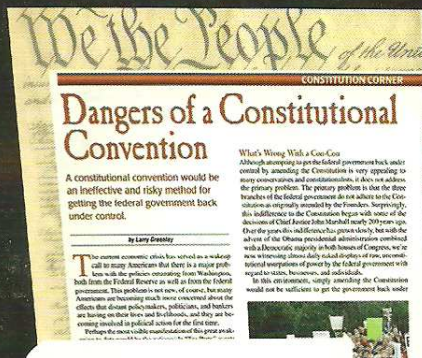 We the People of the Unite
CONSTITUTION CORNER
Dangers of a Constitutional
Convention
A constitutional convention would be
an ineffective and risky method for
getting the federal government back
under control.
by Larry Greenley
The current economic crisis has served as a wakeup
call to many Americans that there is a major prob-
lem with the policies emanating from Washington,
both from the Federal Reserve as well as from the federal
government. This problem is not new, of course, but many
Americans are becoming much more concerned about the
effects that distant policymakers, politicians, and bankers
are having on their lives and livelihoods, and they are be-
coming involved in political action for the first time.
Perhaps the most visible manifestation of this great awak-
What's Wrong With a Con-Con
Although attempting to get the federal government back under
control by amending the Constitution is very appealing to
many conservatives and constitutionalists, it does not address
the primary problem. The primary problem is that the three
branches of the federal government do not adhere to the Con-
stitution as originally intended by the Founders. Surprisingly,
this indifference to the Constitution began with some of the
decisions of Chief Justice John Marshall nearly 200 years ago.
Over the years this indifference has grown slowly, but with the
advent of the Obama presidential administration combined
with a Democratic majority in both houses of Congress, we're
now witnessing almost daily naked displays of raw, unconsti-
tutional usurpations of power by the federal government with
regard to states, businesses, and individuals.
In this environment, simply amending the Constitution
would not be sufficient to get the government back under